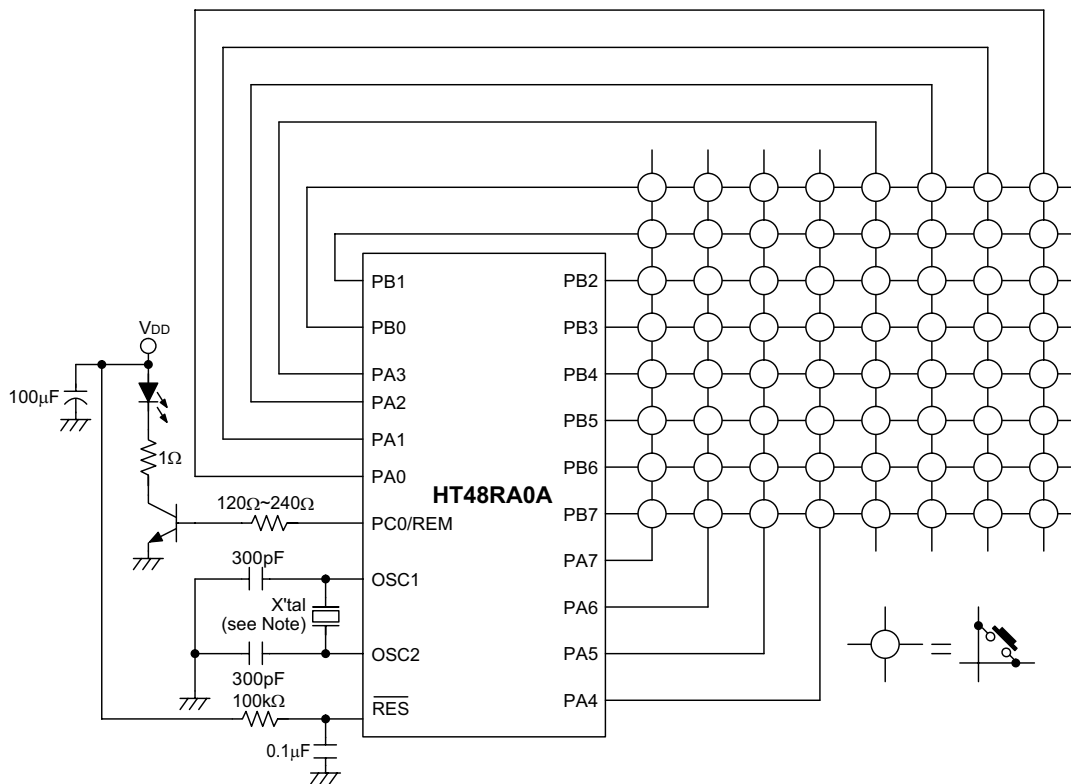 PB1
PB2
PB0
PB3
VDD
PA3
PB4
100μF
PA2
PB5
PA1
1Ω
PB6
PA0
HT48RA0A
120Ω~240Ω
PC0/REM
PB7
300pF
OSC1
PA7
X'tal
(see Note)
PA6
OSC2
PA5
300pF
100kΩ
RES
PA4
0.1μF